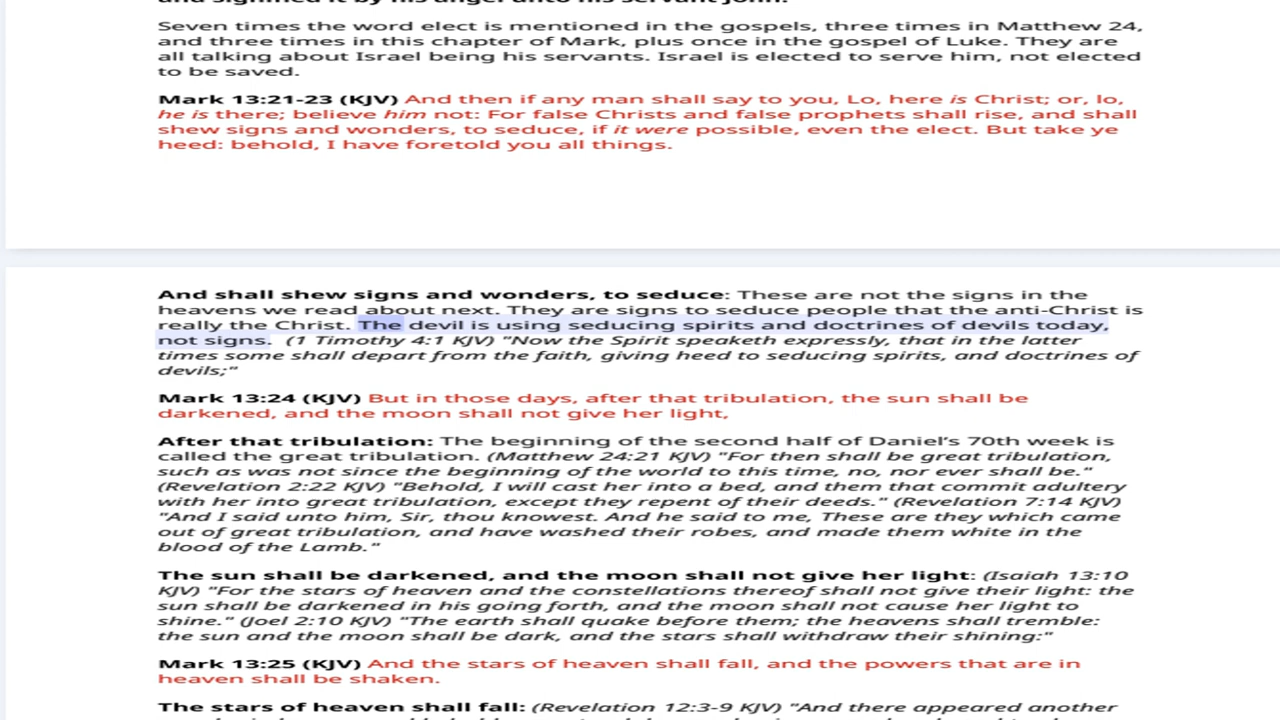 and signified it by his angel unto his servant John:
Seven times the word elect is mentioned in the gospels, three times in Matthew 24,
and three times in this chapter of Mark, plus once in the gospel of Luke. They are
all talking about Israel being his servants. Israel is elected to serve him, not elected
to be saved.
Mark 13:21-23 (KJV) And then if any man shall say to you, Lo, here is Christ; or, lo,
he is there; believe him not: For false Christs and false prophets shall rise, and shall
shew signs and wonders, to seduce, if it were possible, even the elect. But take ye
heed: behold, I have foretold you all things.
And shall shew signs and wonders, to seduce: These are not the signs in the
heavens we read about next. They are signs to seduce people that the anti-Christ is
really the Christ. The devil is using seducing spirits and doctrines of devils today,
not signs. (1 Timothy 4:1 KJV) "Now the Spirit speaketh expressly, that in the latter
times some shall depart from the faith, giving heed to seducing spirits, and doctrines of
devils;"
Mark 13:24 (KJV) But in those days, after that tribulation, the sun shall be
darkened, and the moon shall not give her light,
After that tribulation: The beginning of the second half of Daniel's 70th week is
called the great tribulation. (Matthew 24:21 KJV) "For then shall be great tribulation,
such as was not since the beginning of the world to this time, no, nor ever shall be."
(Revelation 2:22 KJV) "Behold, I will cast her into a bed, and them that commit adultery
with her into great tribulation, except they repent of their deeds." (Revelation 7:14 KJV)
"And I said unto him, Sir, thou knowest. And he said to me, These are they which came
out of great tribulation, and have washed their robes, and made them white in the
blood of the Lamb."
The sun shall be darkened, and the moon shall not give her light: (Isaiah 13:10
KJV) "For the stars of heaven and the constellations thereof shall not give their light: the
sun shall be darkened in his going forth, and the moon shall not cause her light to
shine." (Joel 2:10 KJV) "The earth shall quake before them; the heavens shall tremble:
the sun and the moon shall be dark, and the stars shall withdraw their shining:"
Mark 13:25 (KJV) And the stars of heaven shall fall, and the powers that are in
heaven shall be shaken.
The stars of heaven shall fall: (Revelation 12:3-9 KJV) "And there appeared another